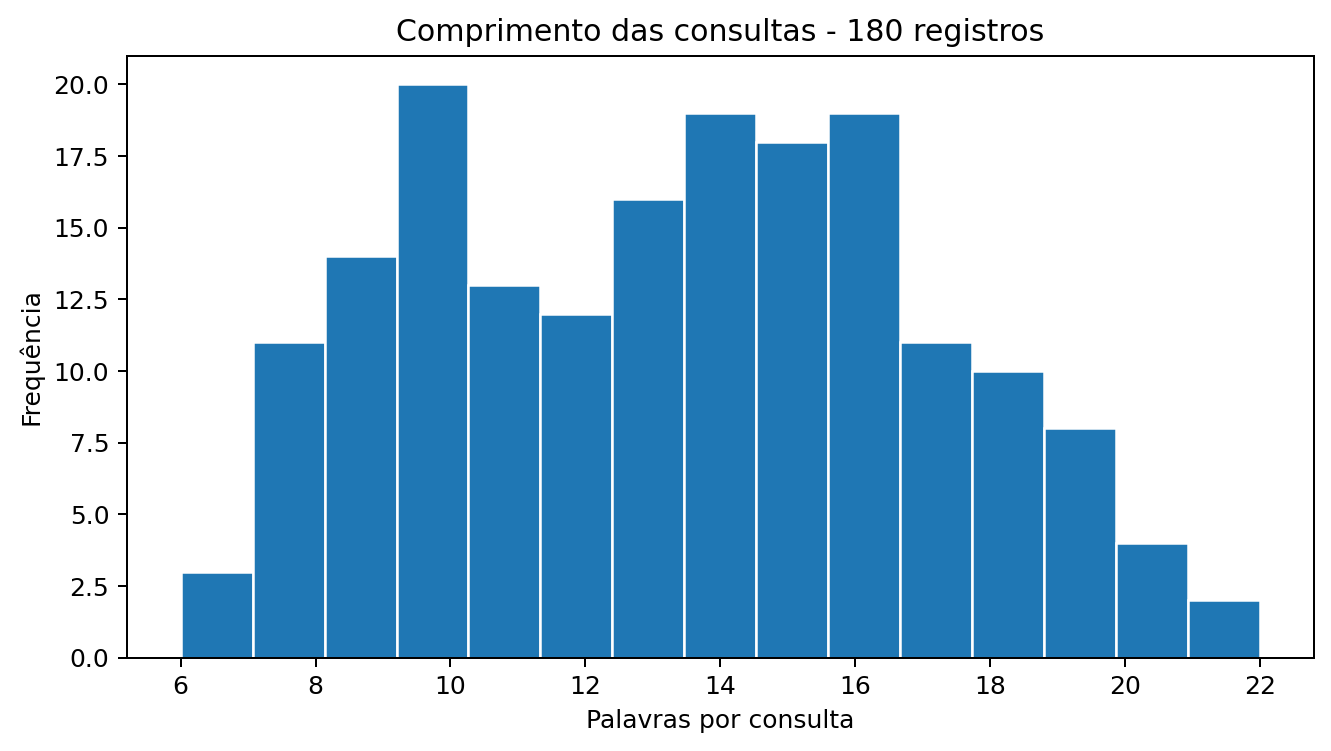 Comprimento das consultas - 180 registros
20.0
17.5
15.0
12.5
10.0
7.5
5.0
2.5
0.0
Frequência
6 8 10 12 14 16 18 20 22
Palavras por consulta